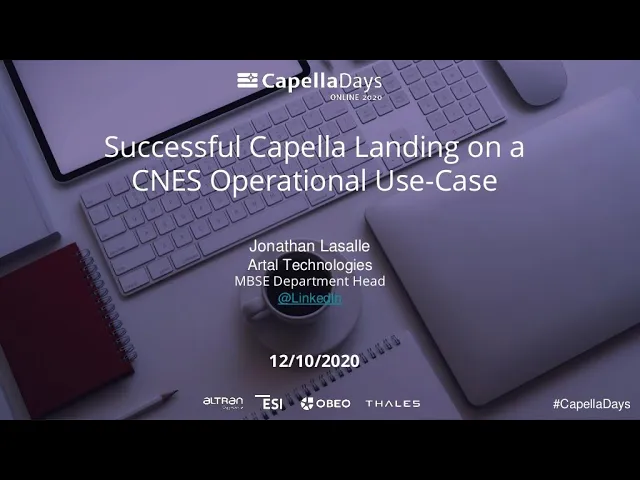 CapellaDays
ONLINE 2020
Successful Capella Landing on a
CNES Operational Use-Case
Jonathan Lasalle
Artal Technologies
MBSE Department Head
@LinkedIn
12/10/2020
ALTRAN
ESI
OBEO
THALES
#CapellaDays